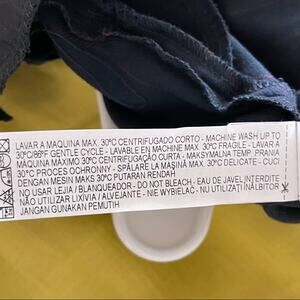 LAVAR A MAQUINA MAX. 30ºC CENTRIFUGADO CORTO - MACHINE WASH UP TO
30ºC/86ºF GENTLE CYCLE - LAVABLE EN MACHINE MAX. 30ºC FRAGILE - LAVAR A
MAQUINA MÁXIMO 30ºC CENTRIFUGAÇÃO CURTA - MAKSYMALNA TEMP. PRANIA
30ºC PROCES OCHRONNY - SPĂLARE LA MAŞINĂ MAX. 30ºC DELICATE - CUCI
DENGAN MESIN MAKS 30ºC PUTARAN RENDAH
NO USAR LEJIA / BLANQUEADOR - DO NOT BLEACH - EAU DE JAVEL INTERDITE
NÃO UTILIZAR LIXIVIA / ALVEJANTE - NIE WYBIELAĆ - NU UTILIZAŢI ÎNĂLBITOR
JANGAN GUNAKAN PEMUTIH